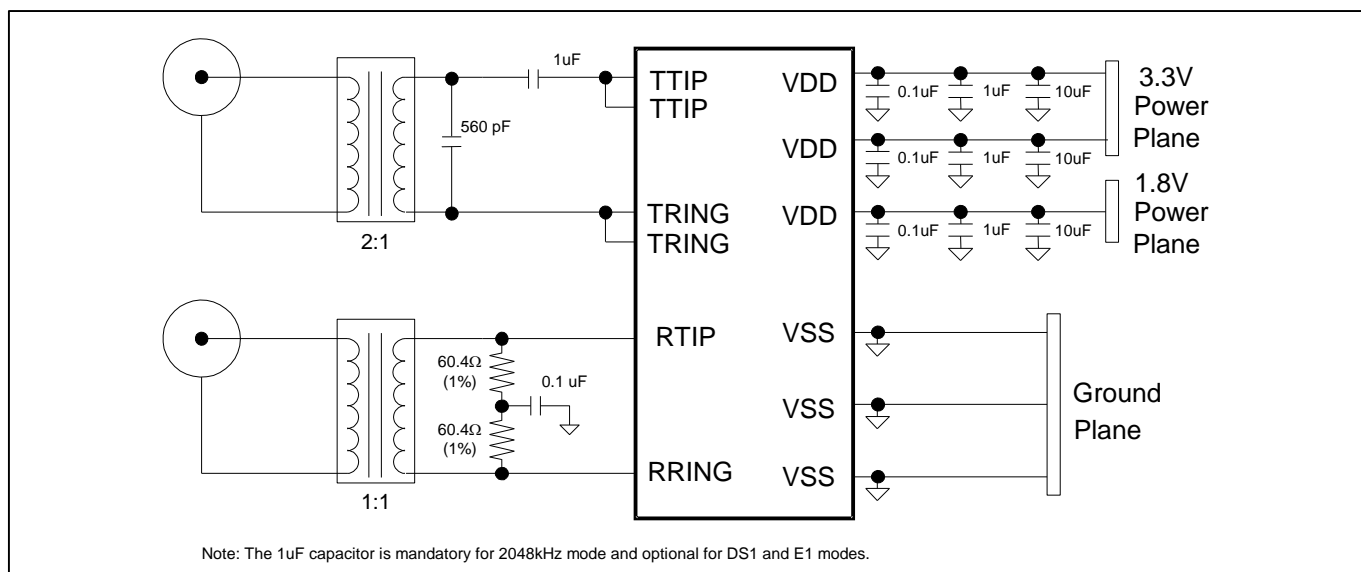 1uF
TTIP
TTIP
560 pF
TRING
TRING
2:1
VDD
0.1uF
1uF
10uF
VDD
0.1uF
1uF
10uF
3.3V
Power
Plane
VDD
0.1uF
1uF
10uF
1.8V
Power
Plane
RTIP
60.4Ω
(1%)
0.1 uF
60.4Ω
(1%)
RRING
1:1
VSS
VSS
VSS
Ground
Plane
Note: The 1uF capacitor is mandatory for 2048kHz mode and optional for DS1 and E1 modes.